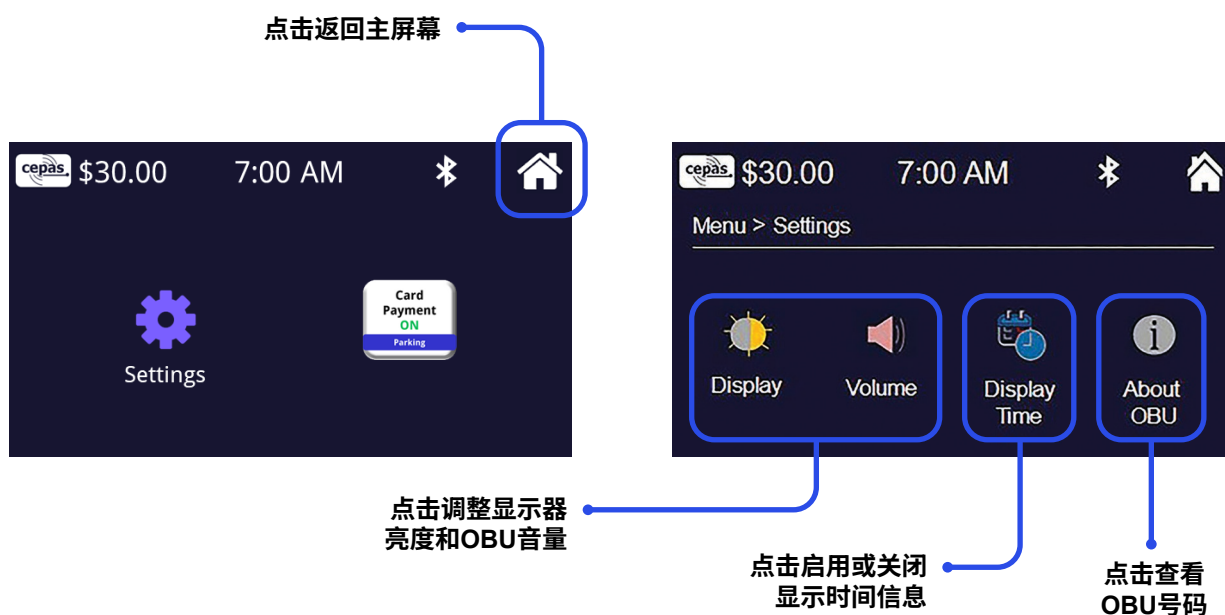 点击返回主屏幕
cepas $30.00 7:00 AM
Card
Payment
ON
Parking
Settings
cepas $30.00 7:00 AM
Menu > Settings
Display
Volume
Display
Time
About
OBU
点击调整显示器
亮度和OBU音量
点击启用或关闭
显示时间信息
点击查看
OBU号码